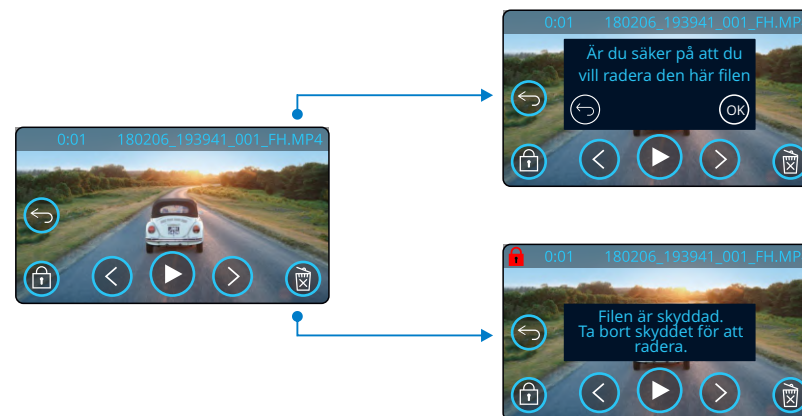 0:01 180206_193941_001_FH.MP4
0:01 180206_193941_001_FH.MP
Är du säker på att du
vill radera den här filen
OK
0:01 180206_193941_001_FH.MP
Filen är skyddad.
Ta bort skyddet för att
radera.